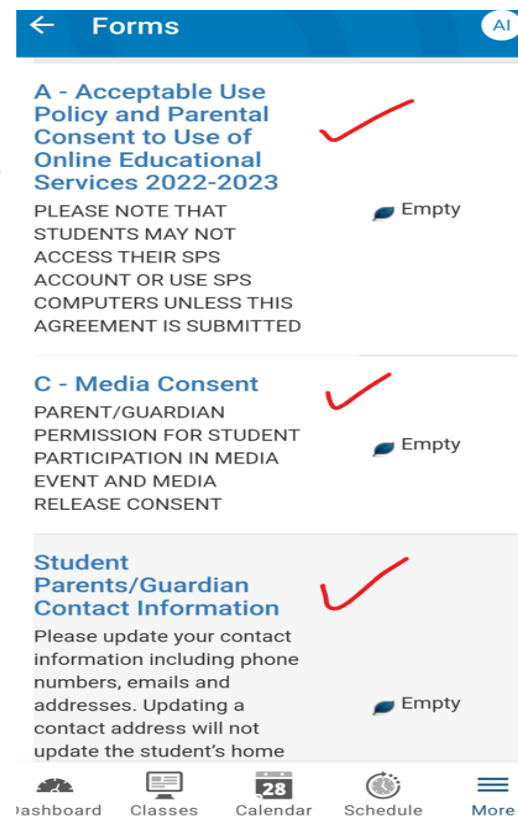 Forms
AI
A - Acceptable Use
Policy and Parental
Consent to Use of
Online Educational
Services 2022-2023
PLEASE NOTE THAT
STUDENTS MAY NOT
ACCESS THEIR SPS
ACCOUNT OR USE SPS
COMPUTERS UNLESS THIS
AGREEMENT IS SUBMITTED
Empty
C - Media Consent
PARENT/GUARDIAN
PERMISSION FOR STUDENT
PARTICIPATION IN MEDIA
EVENT AND MEDIA
RELEASE CONSENT
Empty
Student
Parents/Guardian
Contact Information
Please update your contact
information including phone
numbers, emails and
addresses. Updating a
contact address will not
update the student's home
Empty
28
Dashboard Classes Calendar Schedule More